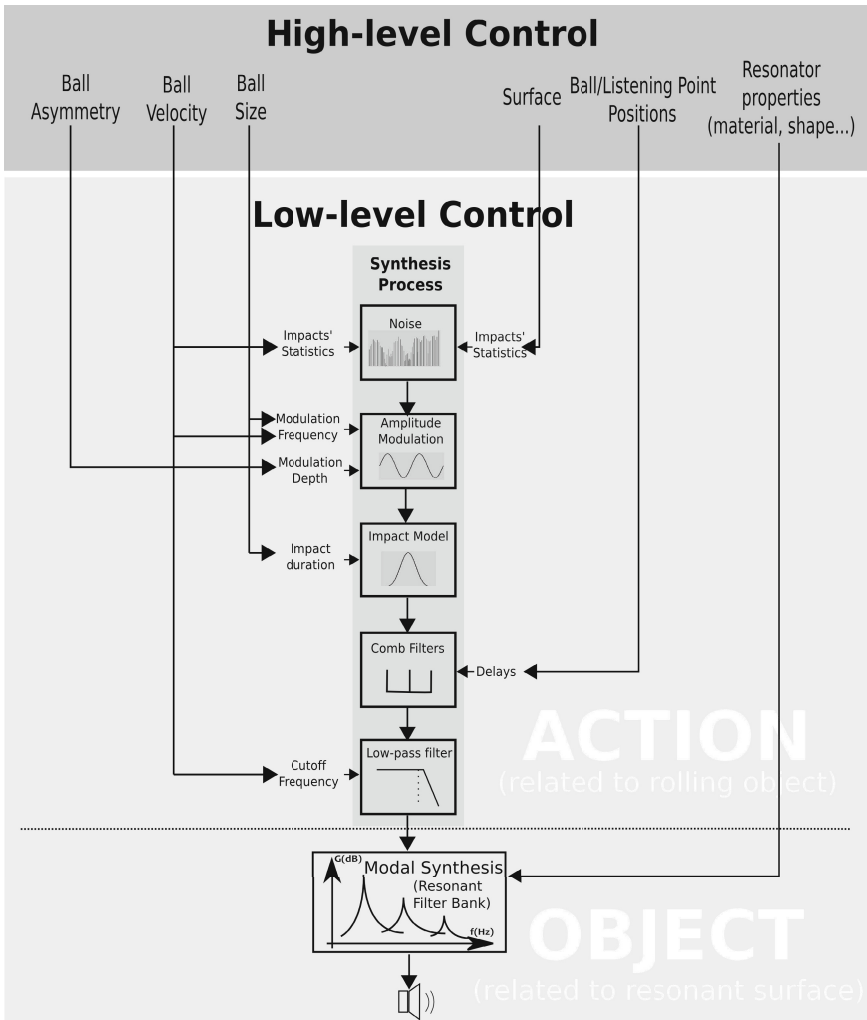 High-level Control
Ball
Asymmetry
Ball
Velocity
Ball
Size
Surface
Ball/Listening Point
Positions
Resonator
properties
(material, shape...)
Low-level Control
Synthesis
Process
Impacts'
Statistics
Noise
Impacts'
Statistics
Modulation
Frequency
Modulation
Depth
Amplitude
Modulation
Impact
duration
Impact Model
Comb Filters
Delays
ACTION
(related to rolling object)
Cutoff
Frequency
Low-pass filter
G(dB)
Modal Synthesis
(Resonant
Filter Bank)
f(Hz)
OBJECT
(related to resonant surface)